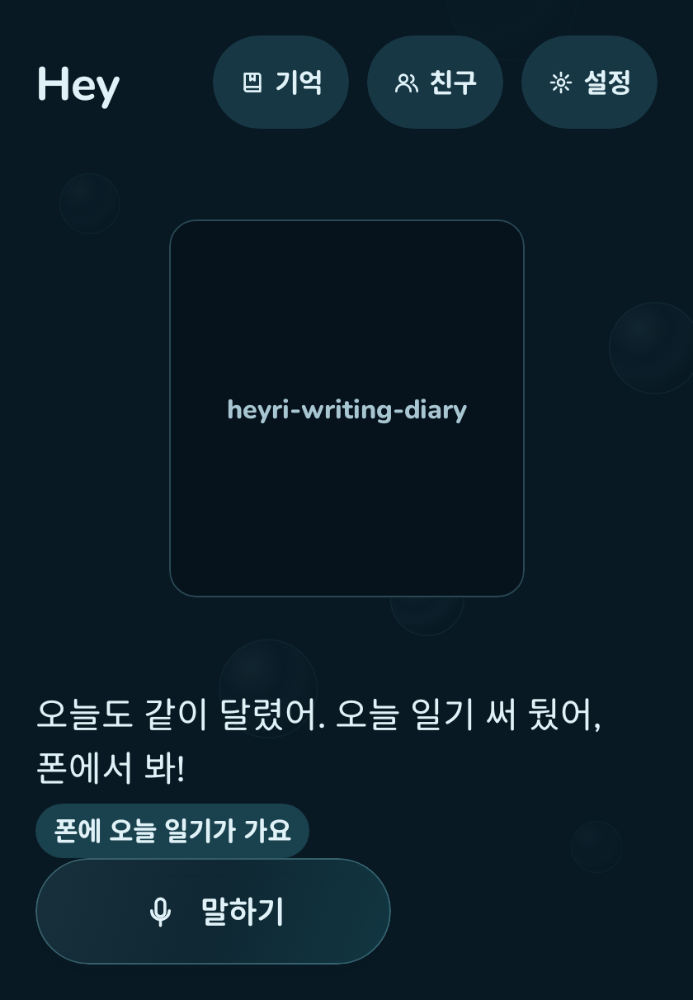 Hey
기억
친구
설정
heyri-writing-diary
오늘도 같이 달렸어. 오늘 일기 써 뒀어,
폰에서 봐!
폰에 오늘 일기가 가요
말하기